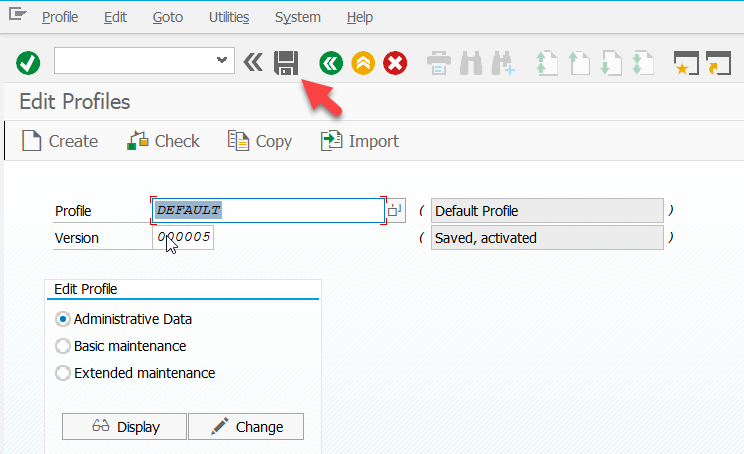 Profile Edit Goto Utilities System Help
Edit Profiles
Create Check Copy Import
Profile DEFAULT ( Default Profile )
Version 000005 ( Saved, activated )
Edit Profile
Administrative Data
Basic maintenance
Extended maintenance
Display Change